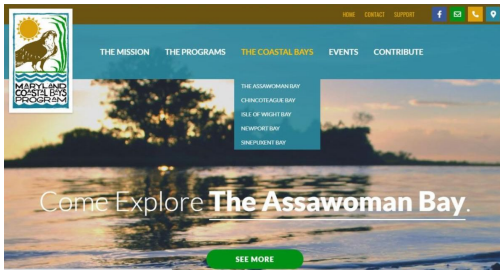 HOME CONTACT SUPPORT
MARYLAND
COASTAL BAYS
PROGRAM
THE MISSION THE PROGRAMS THE COASTAL BAYS EVENTS CONTRIBUTE
THE ASSAWOMAN BAY
CHINCOTEAGUE BAY
ISLE OF WIGHT BAY
NEWPORT BAY
SINEPUXENT BAY
Come Explore The Assawoman Bay.
SEE MORE